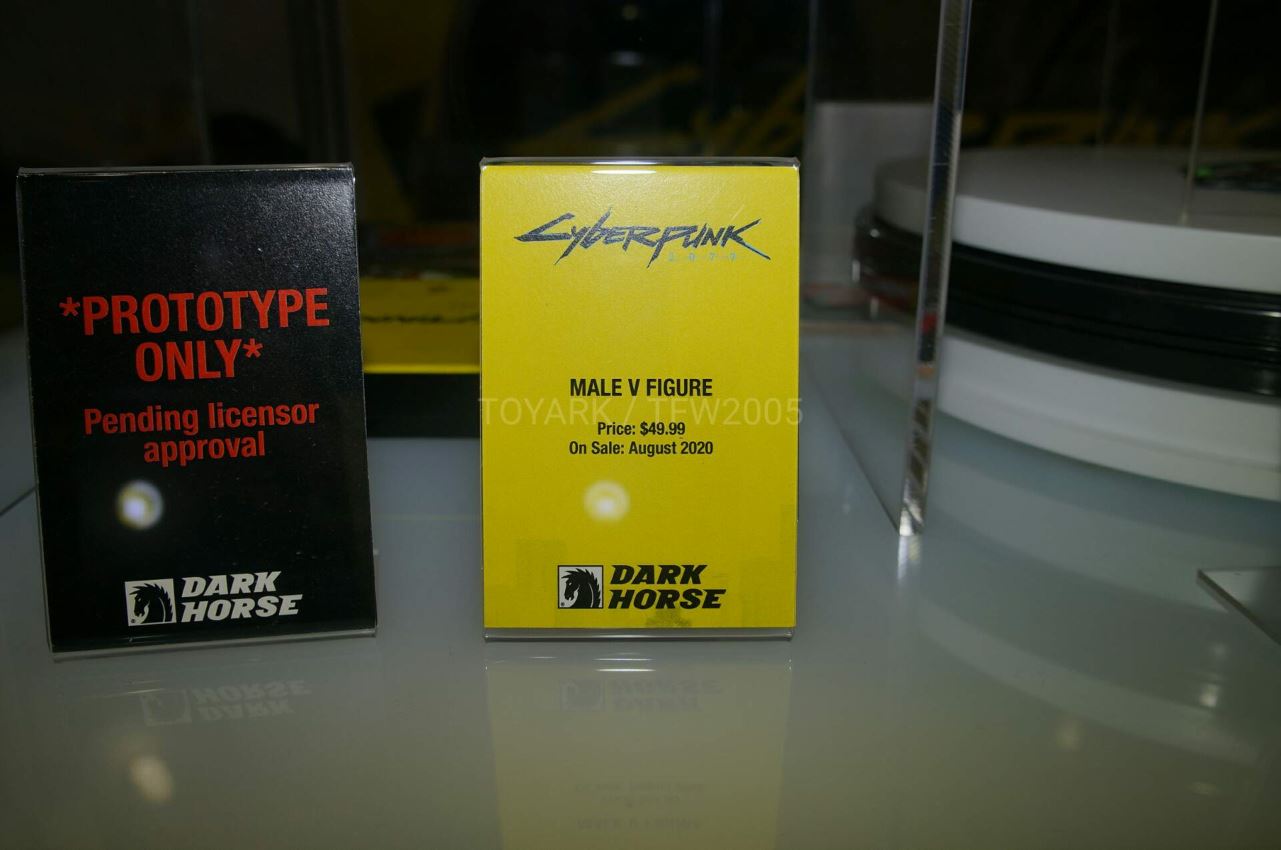 *PROTOTYPE
ONLY*
Pending licensor
approval
DARK
HORSE
CYBERPUNK
2077
MALE V FIGURE
TOYARK / TFW2005
Price: $49.99
On Sale: August 2020
DARK
HORSE